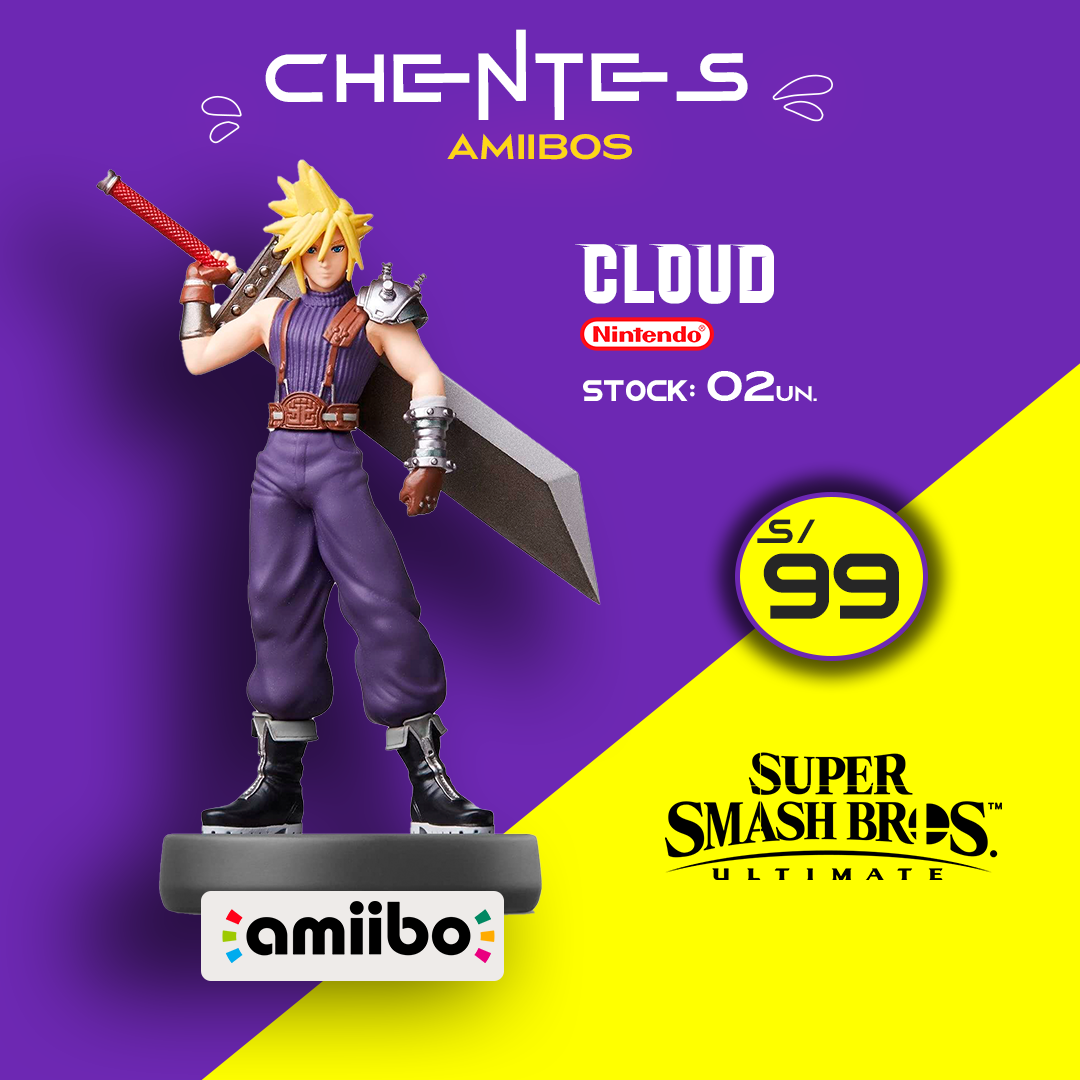 CHENTES
AMIIBOS
CLOUD
Nintendo®
STOCK: 02UN.
S/
99
SUPER
SMASH BROS.™
ULTIMATE
amiibo